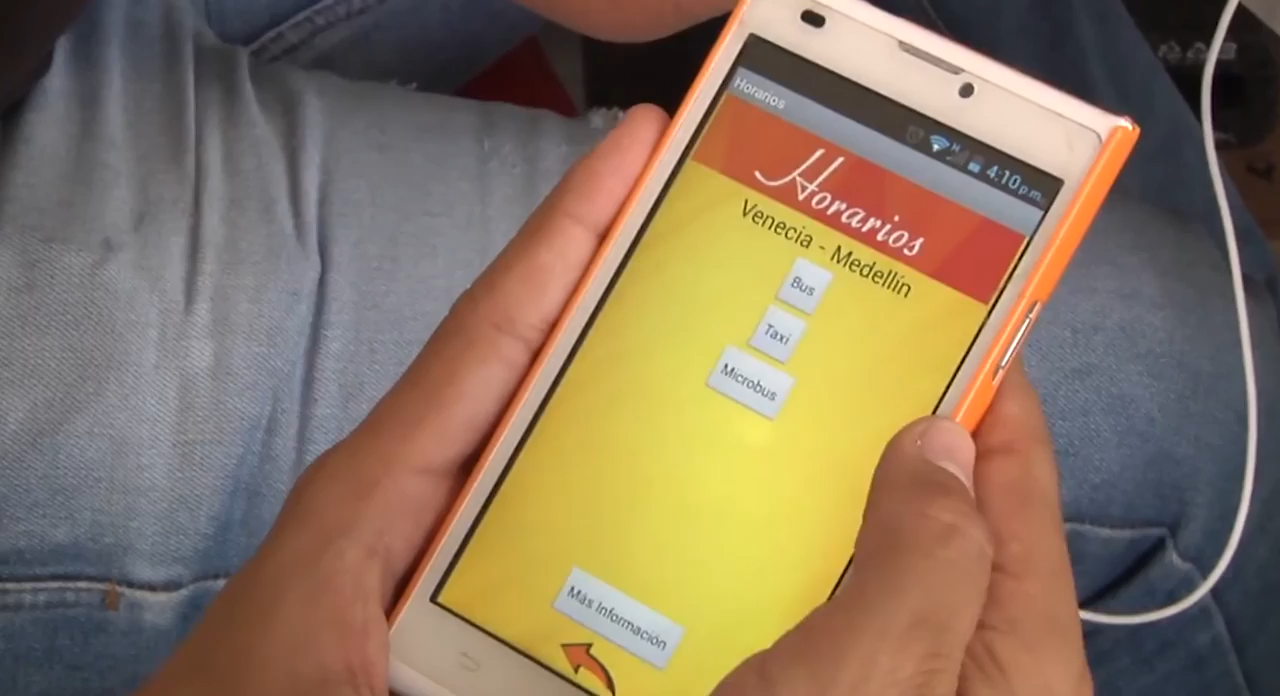 Horarios
H 4:10 p.m.
Horarios
Venecia - Medellín
Bus
Taxi
Microbus
Más Información